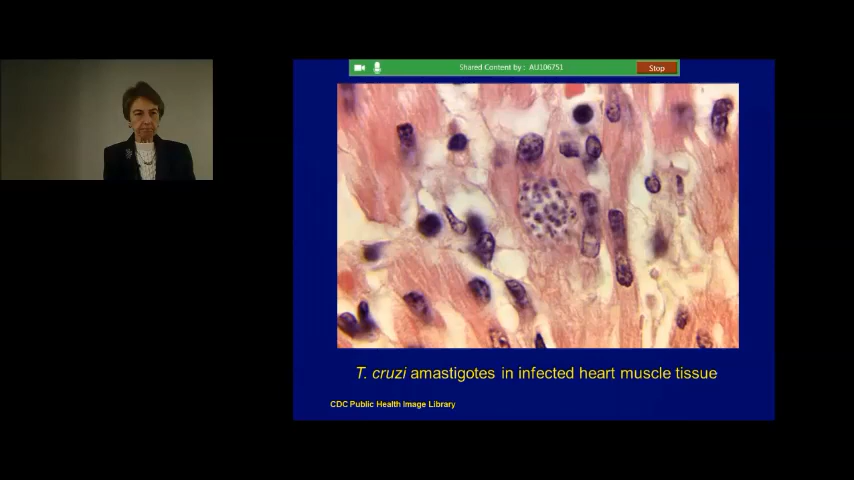 Shared Content by: AU106751
Stop
T. cruzi amastigotes in infected heart muscle tissue
CDC Public Health Image Library